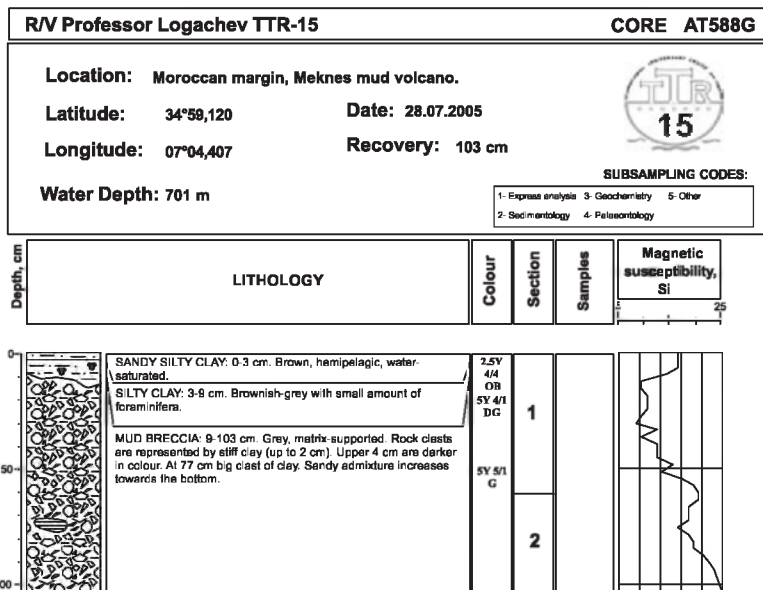 R/V Professor Logachev TTR-15 CORE AT588G
Location: Moroccan margin, Meknes mud volcano.
Latitude: 34°59,120 Date: 28.07.2005
Longitude: 07°04,407 Recovery: 103 cm
Water Depth: 701 m
TTR
15
SUBSAMPLING CODES:
1- Express analysis 3- Geochemistry 5- Other
2- Sedimentology 4- Palaeontology
Depth, cm
LITHOLOGY
Colour
Section
Samples
Magnetic
susceptibility,
Si
5 25
0
SANDY SILTY CLAY: 0-3 cm. Brown, hemipelagic, water-
saturated.
SILTY CLAY: 3-9 cm. Brownish-grey with small amount of
foraminifera.
MUD BRECCIA: 9-103 cm. Grey, matrix-supported. Rock clasts
are represented by stiff clay (up to 2 cm). Upper 4 cm are darker
in colour. At 77 cm big clast of clay. Sandy admixture increases
towards the bottom.
2.5Y
4/4
OB
5Y 4/1
DG
5Y 5/1
G
1
2
50
00